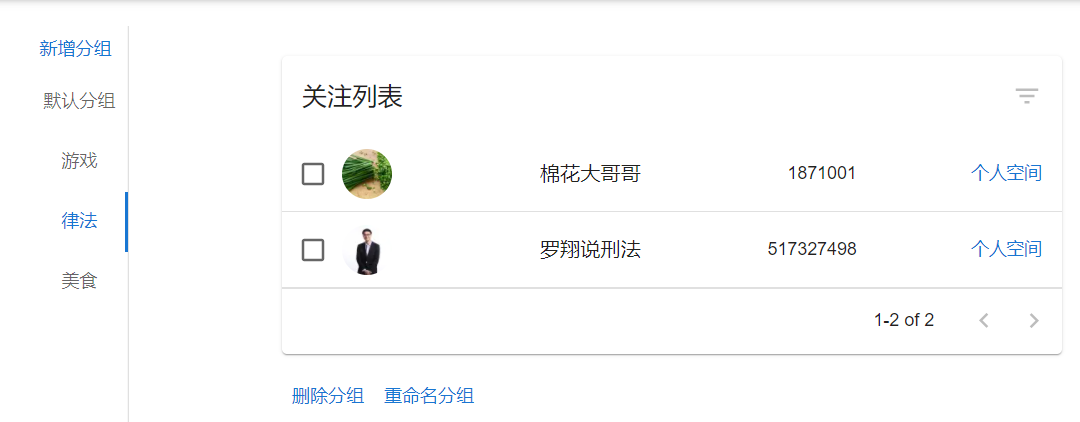 新增分组
默认分组
游戏
律法
美食
关注列表
棉花大哥哥 1871001 个人空间
罗翔说刑法 517327498 个人空间
1-2 of 2
删除分组 重命名分组